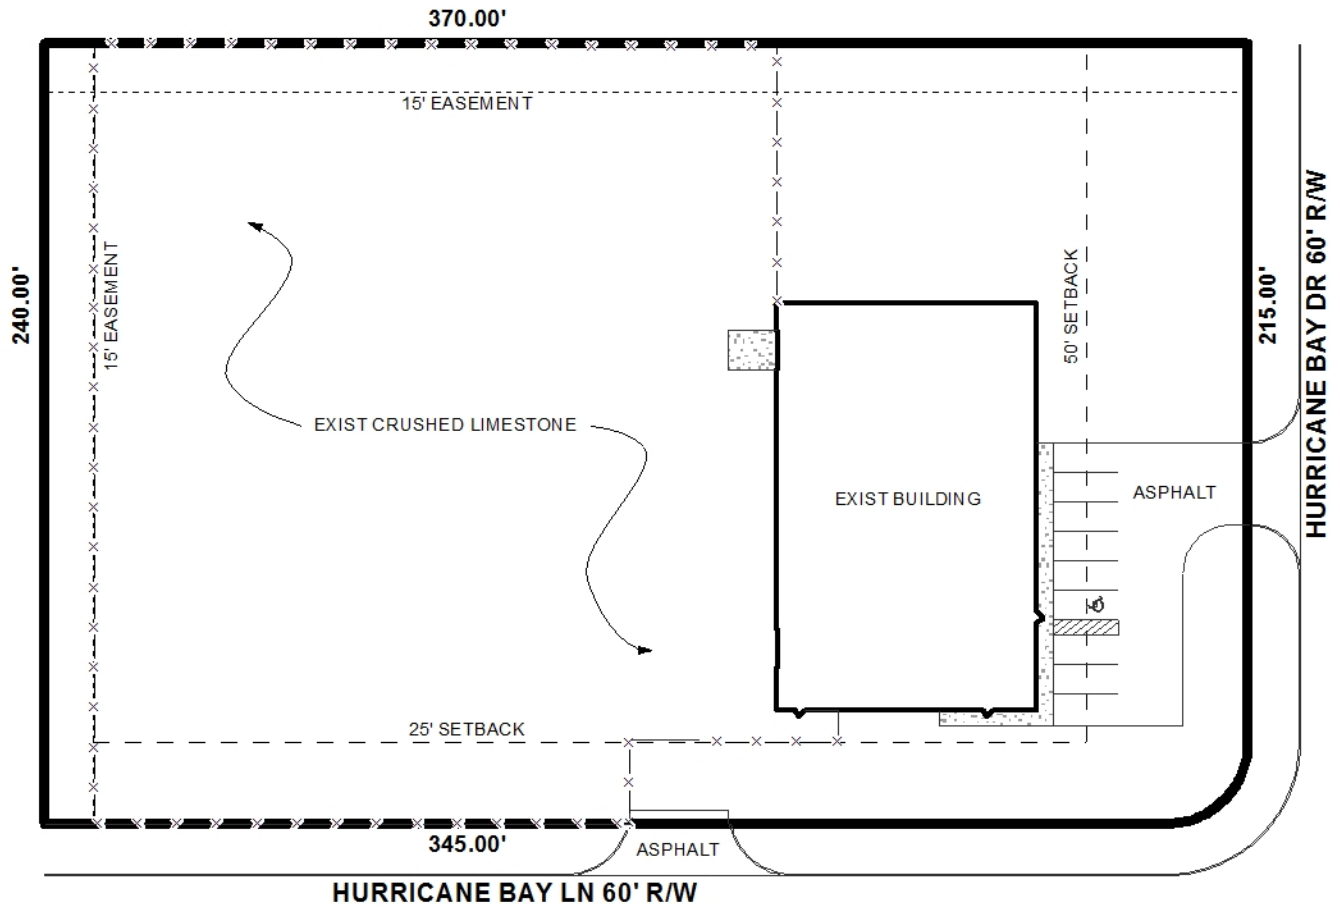 370.00'
15' EASEMENT
240.00'
15' EASEMENT
50' SETBACK
215.00'
HURRICANE BAY DR 60' R/W
EXIST CRUSHED LIMESTONE
EXIST BUILDING
ASPHALT
25' SETBACK
345.00'
ASPHALT
HURRICANE BAY LN 60' R/W